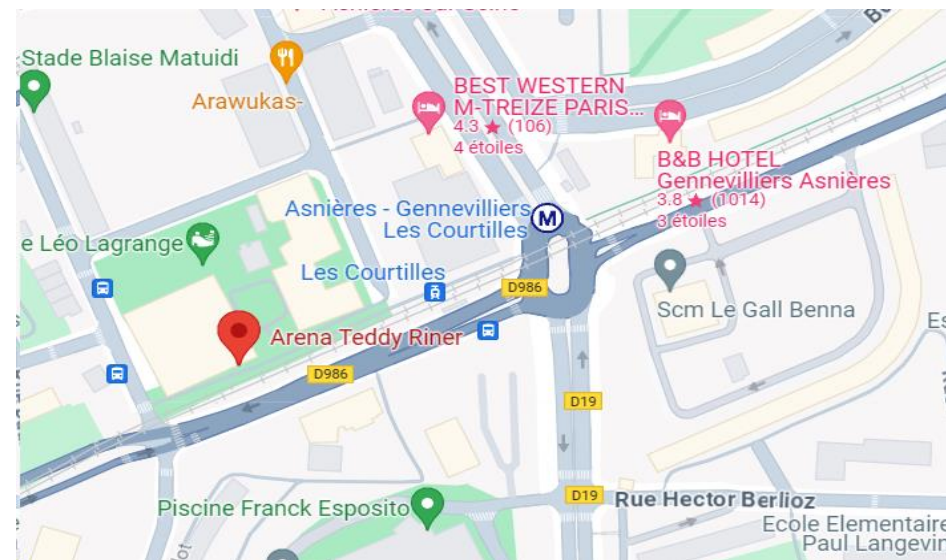 Stade Blaise Matuidi
Arawukas-
BEST WESTERN
M-TREIZE PARIS...
4.3 ★ (106)
4 étoiles
B&B HOTEL
Gennevilliers Asnières
3.8 ★ (1014)
3 étoiles
Asnières - Gennevilliers
Les Courtilles
M
e Léo Lagrange
Les Courtilles
D986
Scm Le Gall Benna
Es
Arena Teddy Riner
D986
D19
D19
Rue Hector Berlioz
Piscine Franck Esposito
Ecole Elementaire
Paul Langevin